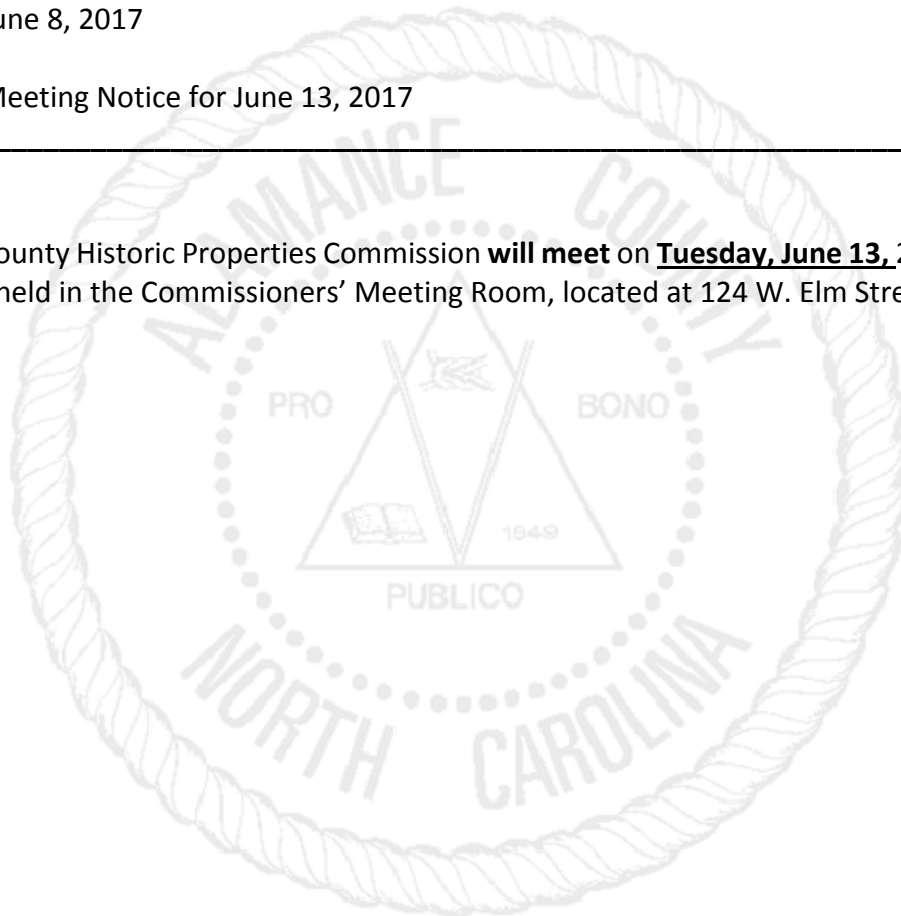 une 8, 2017
Meeting Notice for June 13, 2017
ounty Historic Properties Commission will meet on Tuesday, June 13, 2
held in the Commissioners’ Meeting Room, located at 124 W. Elm Stre
ALAMANCE COUNTY
PRO BONO
1849
PUBLICO
NORTH CAROLINA